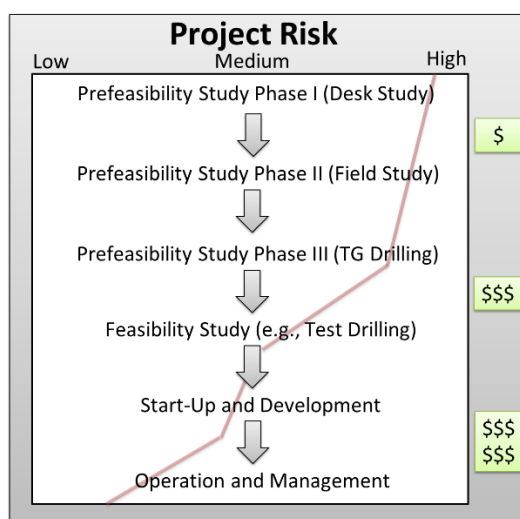 Project Risk
Low Medium High
Prefeasibility Study Phase I (Desk Study)
$
Prefeasibility Study Phase II (Field Study)
Prefeasibility Study Phase III (TG Drilling)
$$$
Feasibility Study (e.g., Test Drilling)
Start-Up and Development
$$$
$$$
Operation and Management